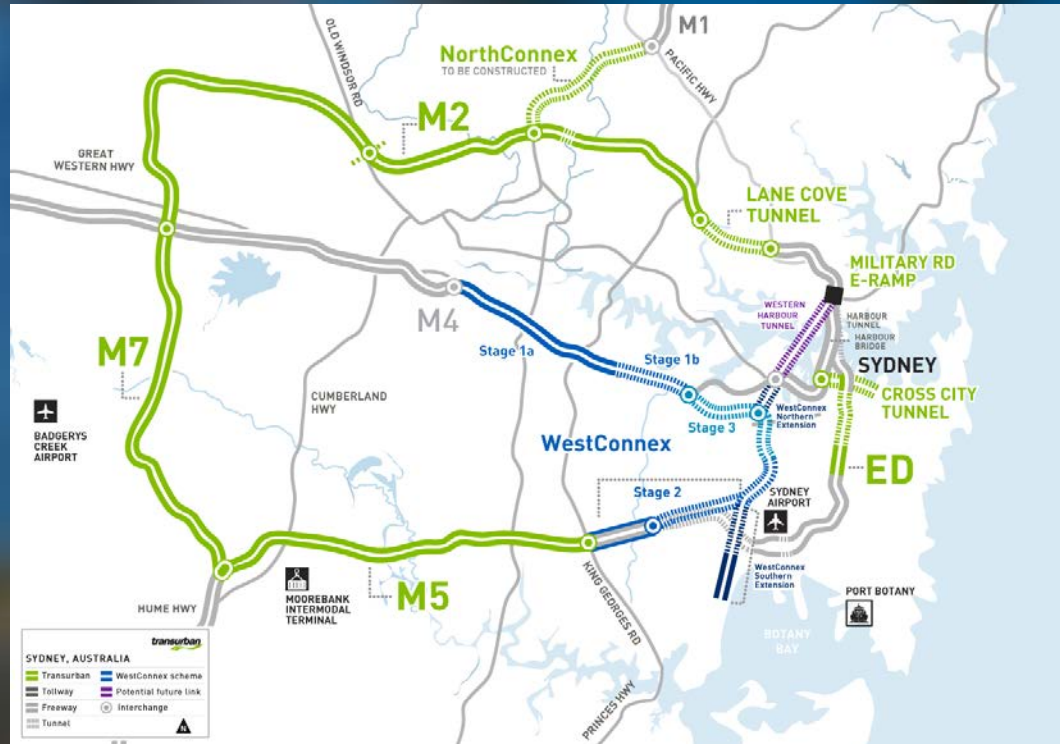 M1
OLD WINDSOR RD
NorthConnex
TO BE CONSTRUCTED
PACIFIC HWY
M2
GREAT
WESTERN HWY
LANE COVE
TUNNEL
MILITARY RD
E-RAMP
WESTERN
HARBOUR
TUNNEL
HARBOUR
TUNNEL
HARBOUR
BRIDGE
M4
Stage 1a
Stage 1b
SYDNEY
M7
CUMBERLAND
HWY
CROSS CITY
TUNNEL
Stage 3
WestConnex
Northern
Extension
BADGERYS
CREEK
AIRPORT
WestConnex
ED
Stage 2
SYDNEY
AIRPORT
WestConnex
Southern
Extension
HUME HWY
MOOREBANK
INTERMODAL
TERMINAL
M5
KING GEORGES RD
PORT BOTANY
BOTANY
BAY
PRINCES HWY
transurban
SYDNEY, AUSTRALIA
Transurban
WestConnex scheme
Tollway
Potential future link
Freeway
Interchange
Tunnel
N